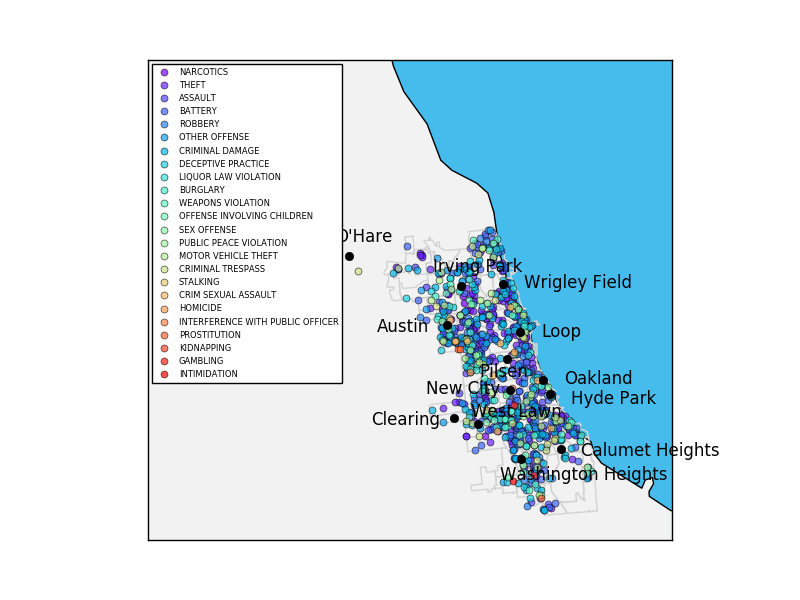 NARCOTICS
THEFT
ASSAULT
BATTERY
ROBBERY
OTHER OFFENSE
CRIMINAL DAMAGE
DECEPTIVE PRACTICE
LIQUOR LAW VIOLATION
BURGLARY
WEAPONS VIOLATION
OFFENSE INVOLVING CHILDREN
SEX OFFENSE
PUBLIC PEACE VIOLATION
MOTOR VEHICLE THEFT
CRIMINAL TRESPASS
STALKING
CRIM SEXUAL ASSAULT
HOMICIDE
INTERFERENCE WITH PUBLIC OFFICER
PROSTITUTION
KIDNAPPING
GAMBLING
INTIMIDATION
O'Hare
Irving Park
Wrigley Field
Austin
Loop
Pilsen
Oakland
New City
Hyde Park
West Lawn
Clearing
Calumet Heights
Washington Heights